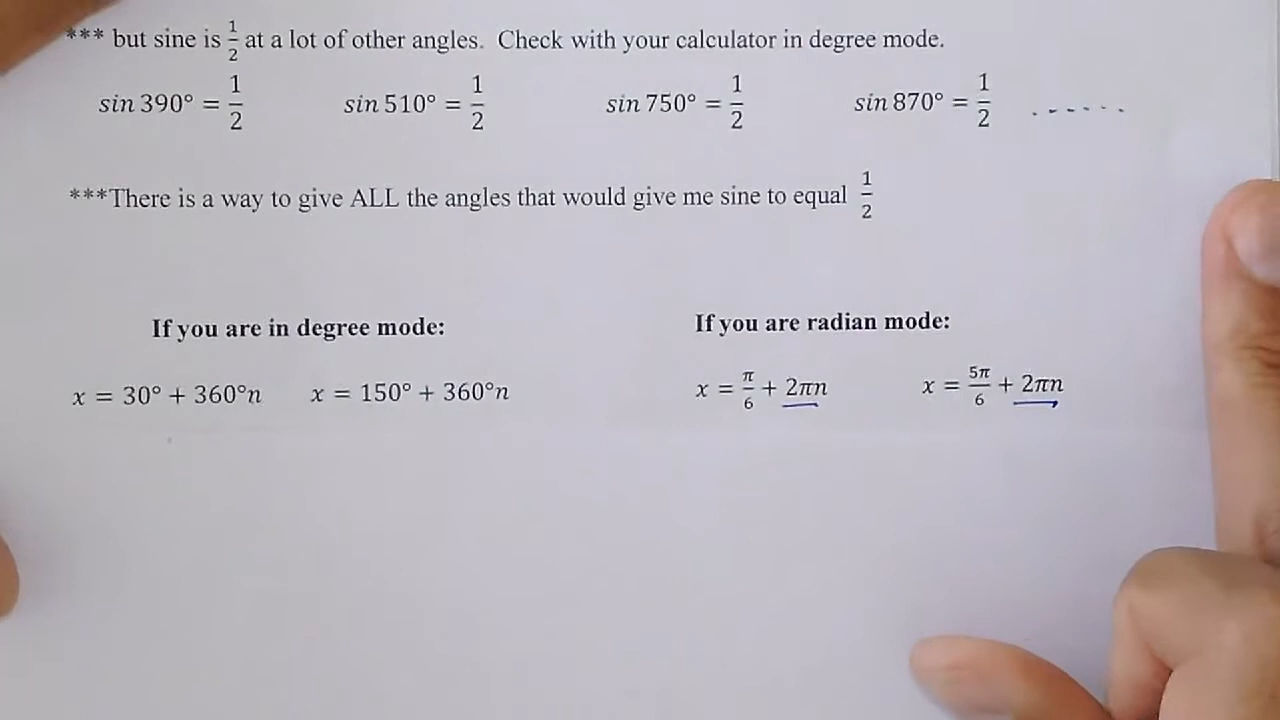 *** but sine is 1/2 at a lot of other angles. Check with your calculator in degree mode.
sin 390° = 1/2 sin 510° = 1/2 sin 750° = 1/2 sin 870° = 1/2 ......
***There is a way to give ALL the angles that would give me sine to equal 1/2
If you are in degree mode: If you are radian mode:
x = 30° + 360°n x = 150° + 360°n x = π/6 + 2πn x = 5π/6 + 2πn